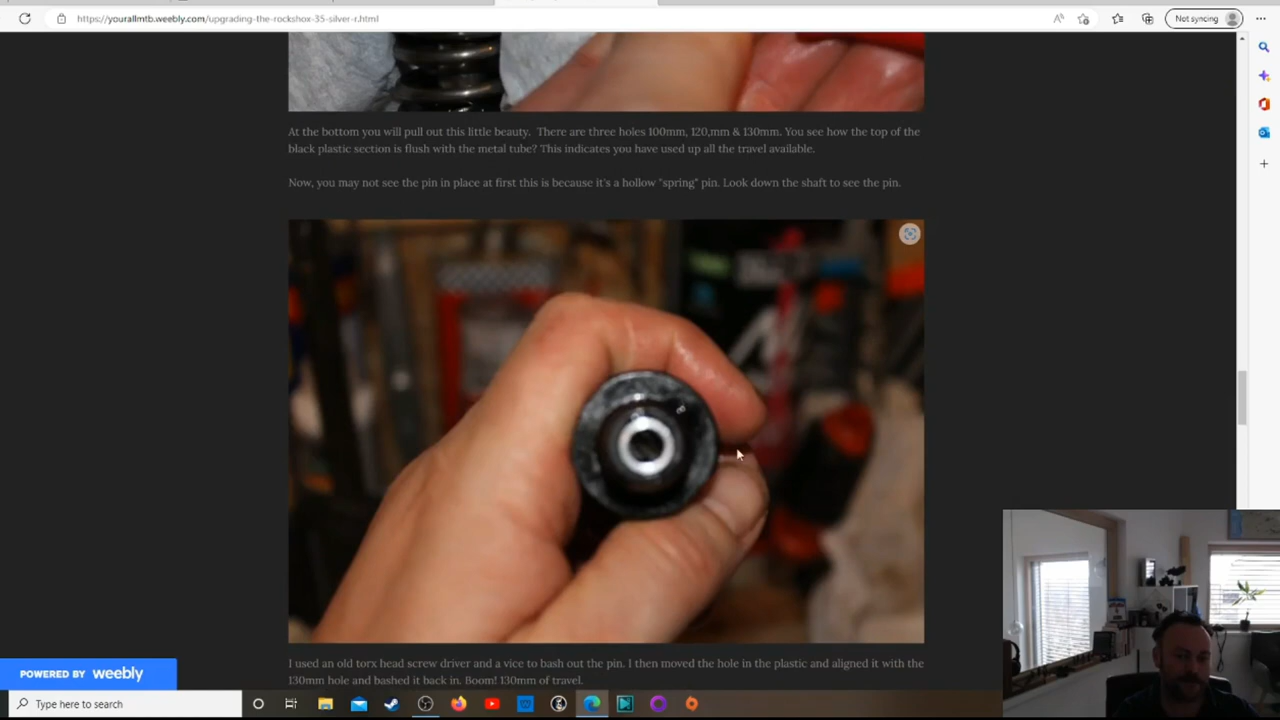 https://yourallmtb.weebly.com/upgrading-the-rockshox-35-silver-r.html
Not syncing
At the bottom you will pull out this little beauty. There are three holes 100mm, 120,mm & 130mm. You see how the top of the
black plastic section is flush with the metal tube? This indicates you have used up all the travel available.
Now, you may not see the pin in place at first this is because it's a hollow "spring" pin. Look down the shaft to see the pin.
I used an old torx head screw driver and a vice to bash out the pin. I then moved the hole in the plastic and aligned it with the
130mm hole and bashed it back in. Boom! 130mm of travel.
POWERED BY weebly
Type here to search